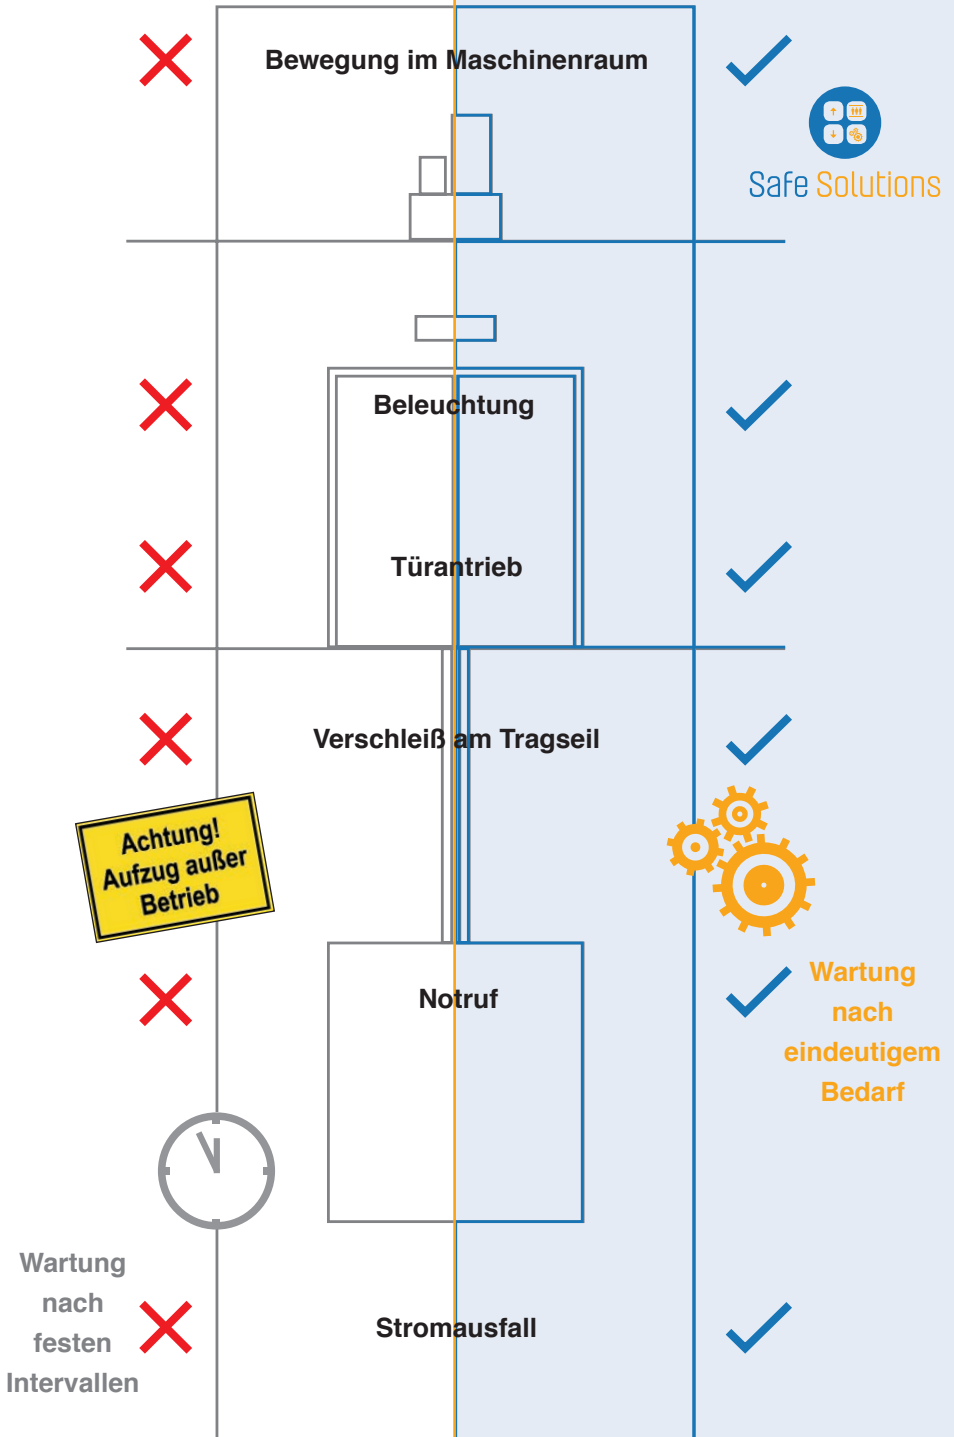 Bewegung im Maschinenraum
Safe Solutions
Beleuchtung
Türantrieb
Verschleiß am Tragseil
Achtung!
Aufzug außer
Betrieb
Notruf
Wartung
nach
eindeutigem
Bedarf
Wartung
nach
festen
Intervallen
Stromausfall